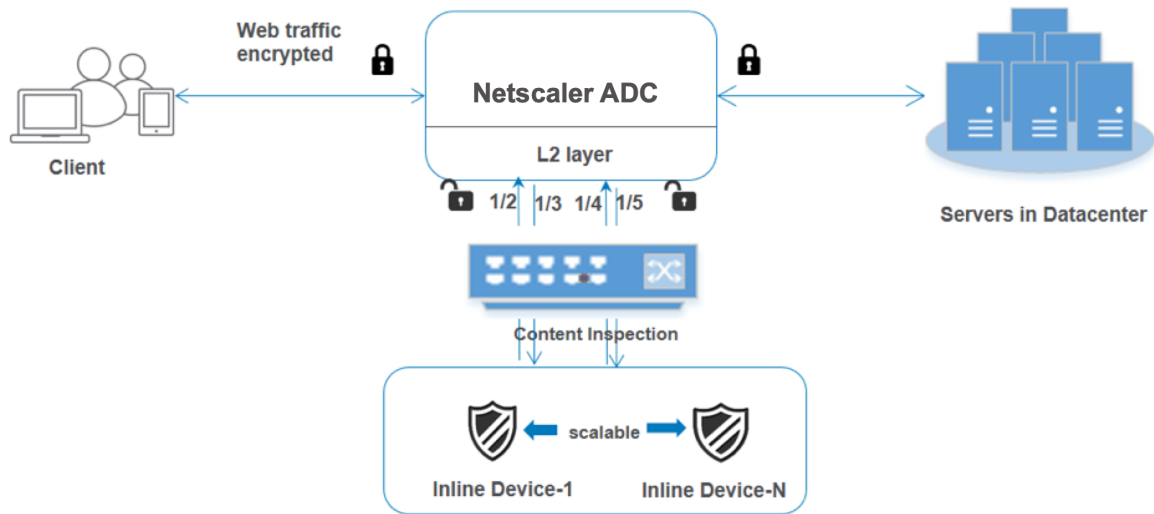 Web traffic
encrypted
Netscaler ADC
L2 layer
Client
1/2 1/3 1/4 1/5
Servers in Datacenter
Content Inspection
scalable
Inline Device-1
Inline Device-N